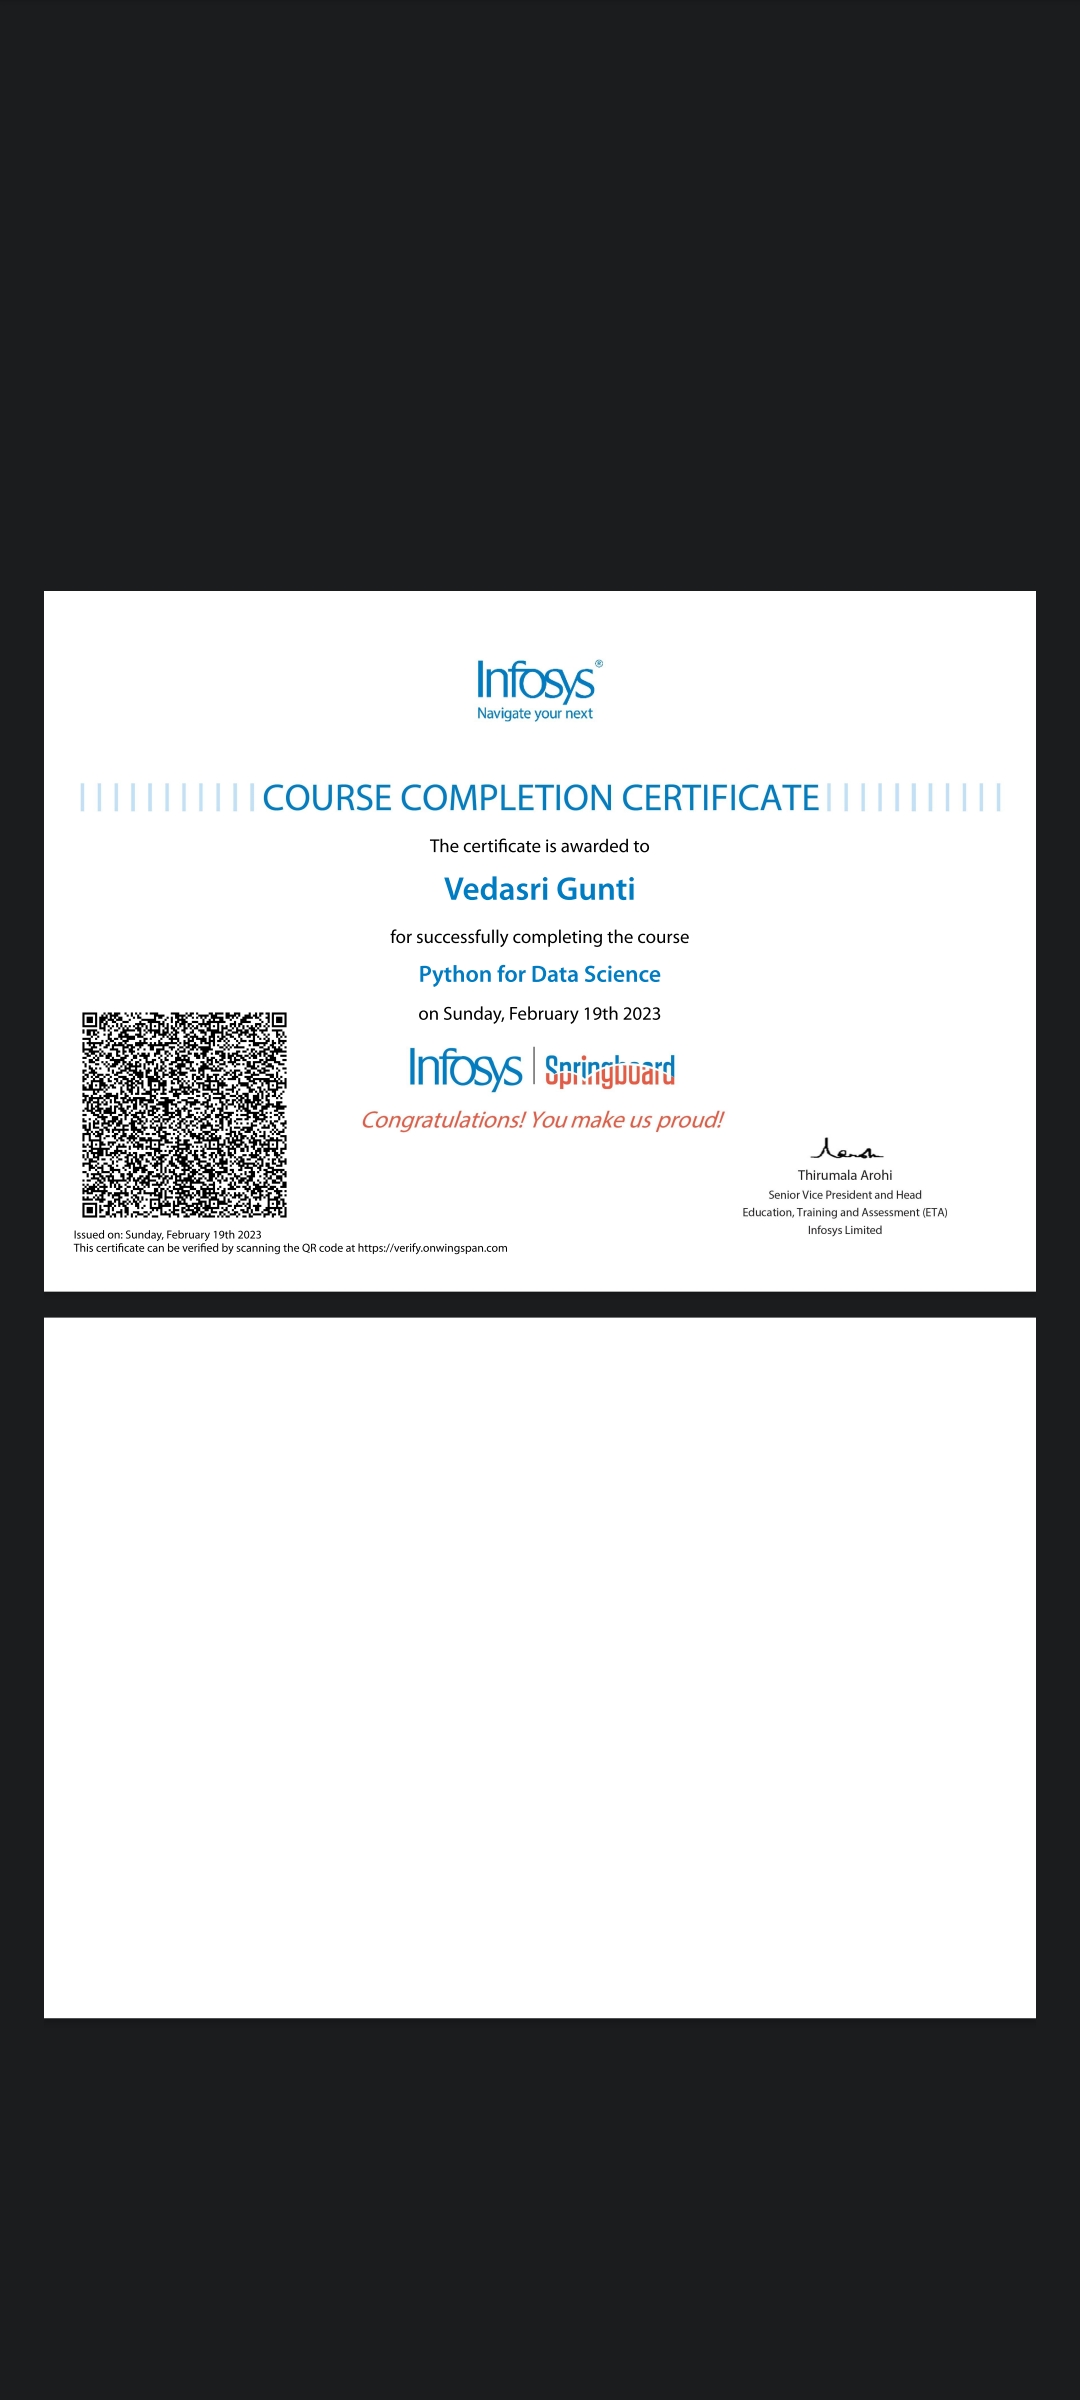 Infosys®
Navigate your next
COURSE COMPLETION CERTIFICATE
The certificate is awarded to
Vedasri Gunti
for successfully completing the course
Python for Data Science
on Sunday, February 19th 2023
Infosys | Springboard
Congratulations! You make us proud!
Thirumala Arohi
Senior Vice President and Head
Education, Training and Assessment (ETA)
Infosys Limited
Issued on: Sunday, February 19th 2023
This certificate can be verified by scanning the QR code at https://verify.onwingspan.com